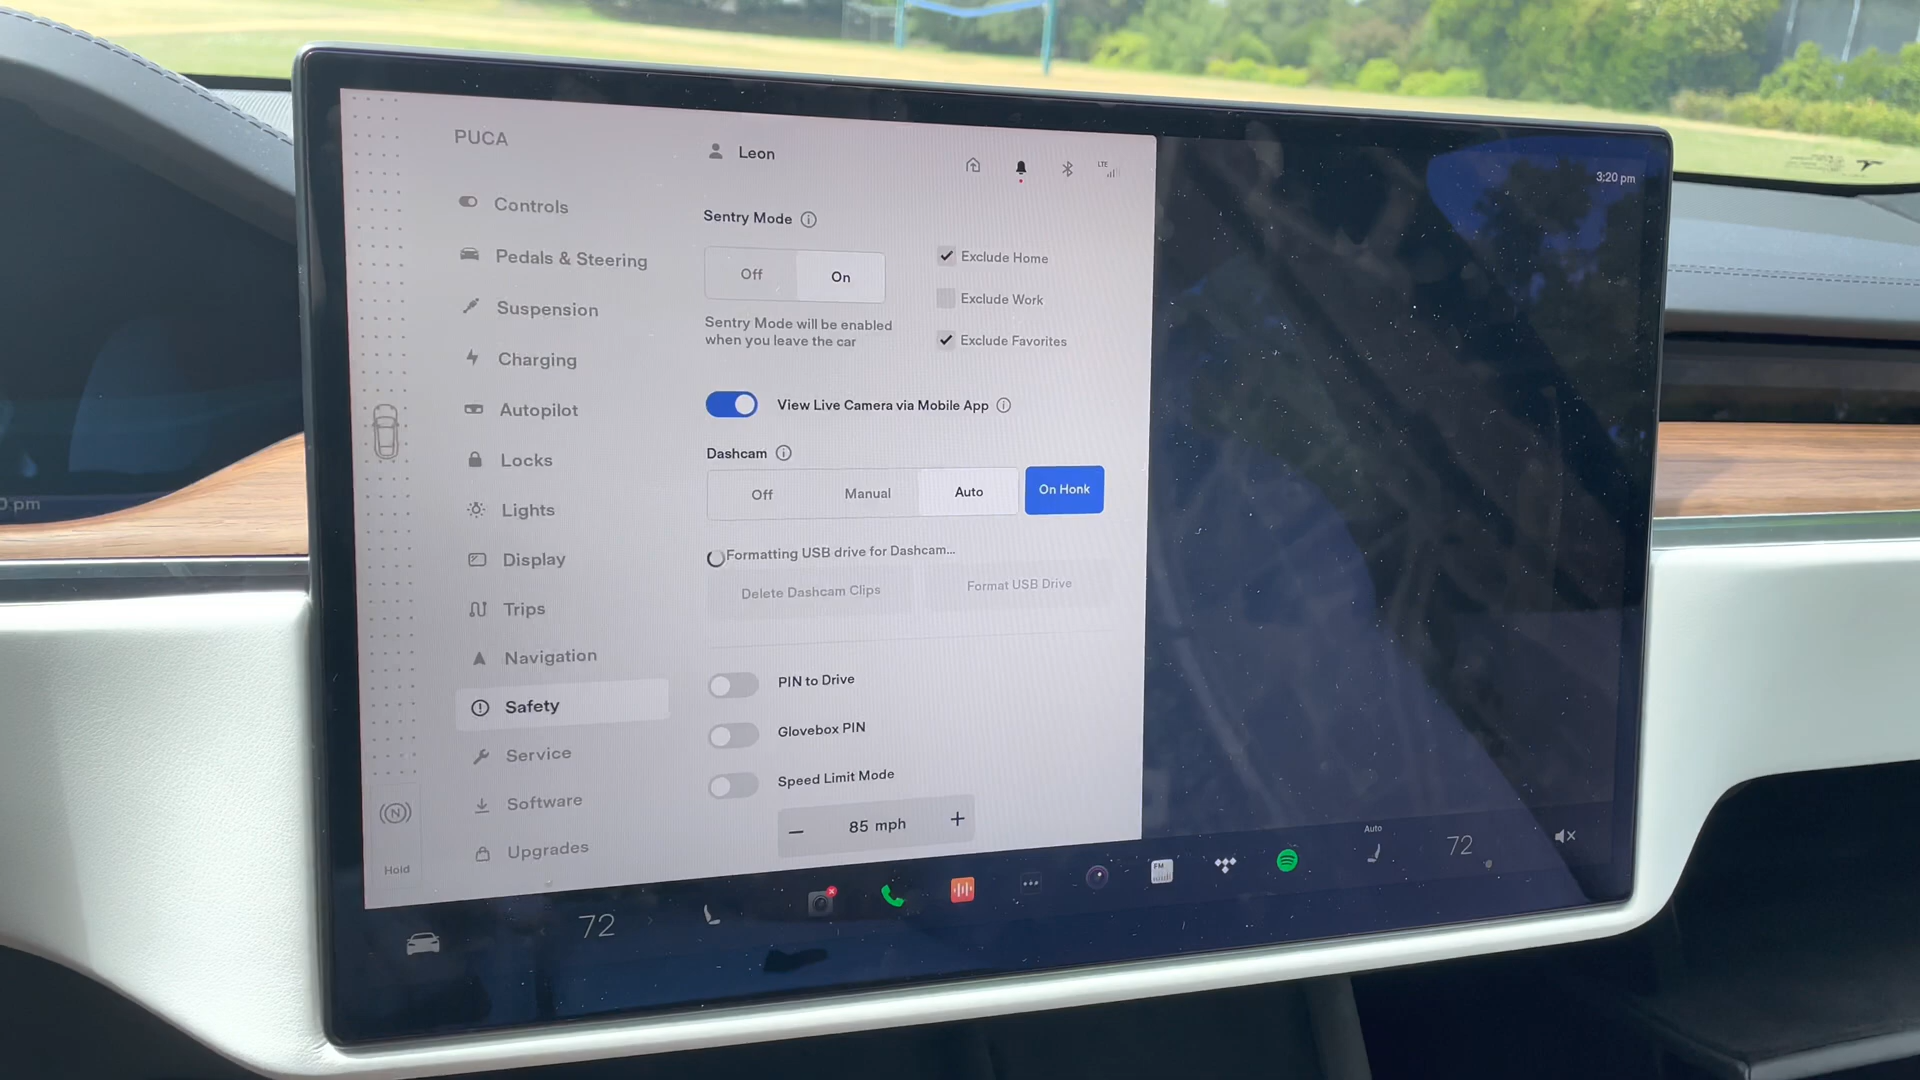 PUCA
Leon
LTE
3:20 pm
Controls
Pedals & Steering
Suspension
Charging
Autopilot
Locks
Lights
Display
Trips
Navigation
Safety
Service
Software
Upgrades
Sentry Mode
Off
On
Exclude Home
Exclude Work
Exclude Favorites
Sentry Mode will be enabled
when you leave the car
View Live Camera via Mobile App
Dashcam
Off
Manual
Auto
On Honk
Formatting USB drive for Dashcam...
Delete Dashcam Clips
Format USB Drive
PIN to Drive
Glovebox PIN
Speed Limit Mode
− 85 mph +
N
Hold
72
FM
Auto
72
pm